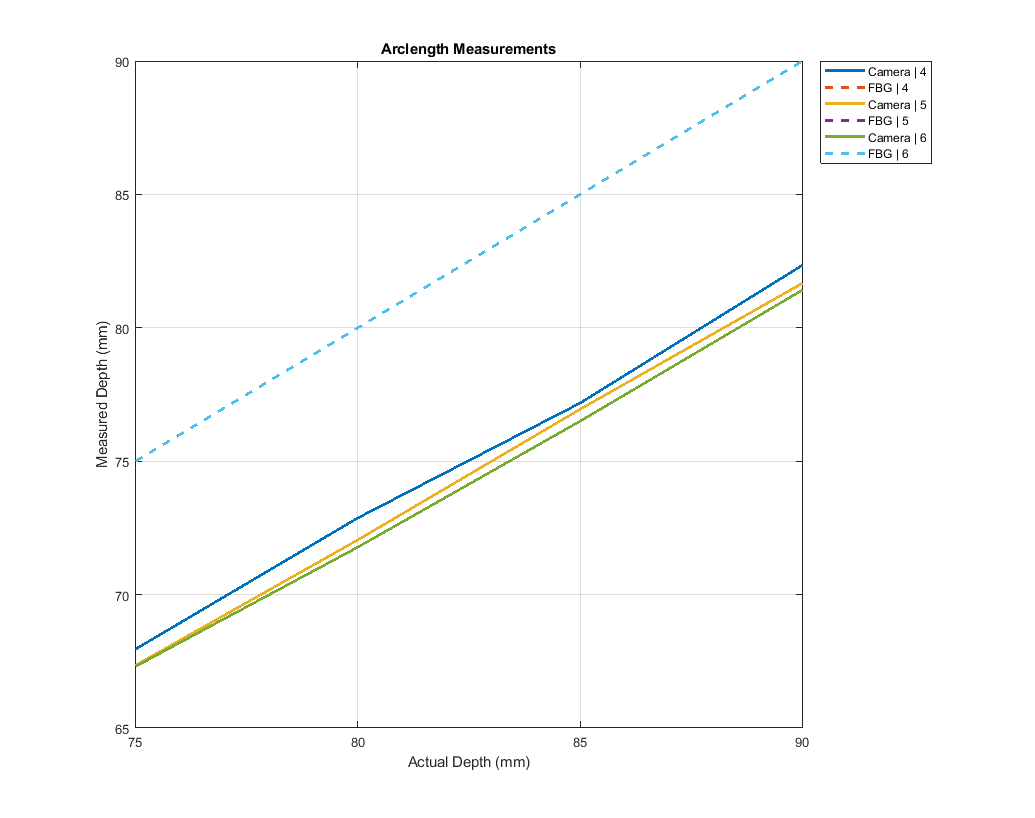 Arclength Measurements
90
85
80
75
70
65
75
80
85
90
Measured Depth (mm)
Actual Depth (mm)
Camera | 4
FBG | 4
Camera | 5
FBG | 5
Camera | 6
FBG | 6